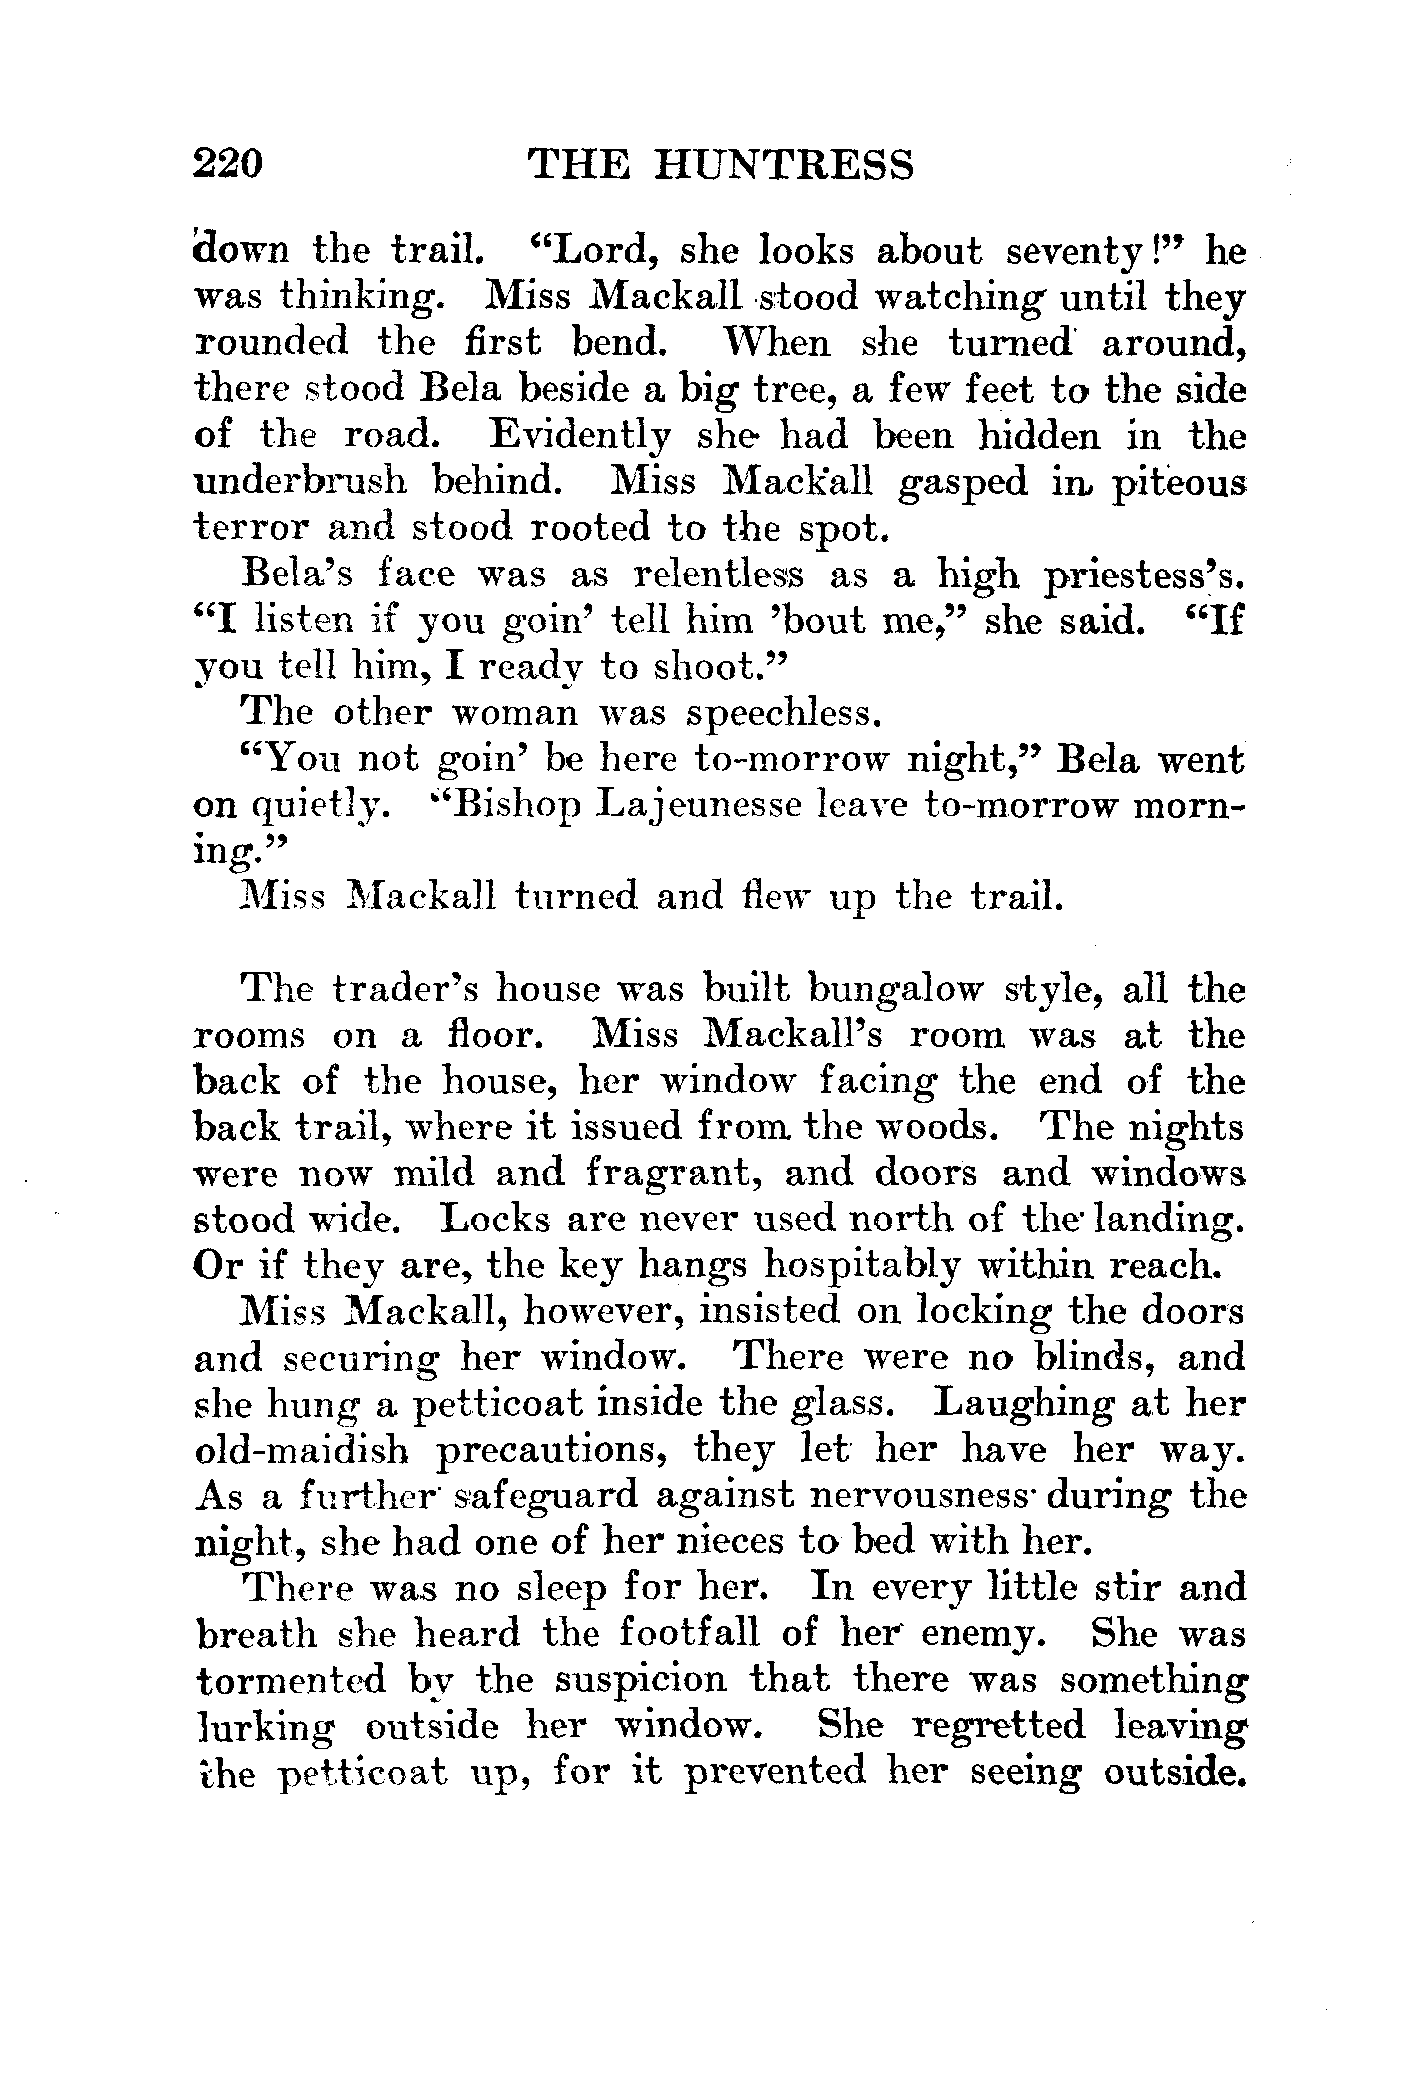 220 THE HUNTRESS
down the trail. “Lord, she looks about seventy!” he
was thinking. Miss Mackall stood watching until they
rounded the first bend. When she turned around,
there stood Bela beside a big tree, a few feet to the side
of the road. Evidently she had been hidden in the
underbrush behind. Miss Mackall gasped in piteous
terror and stood rooted to the spot.
Bela’s face was as relentless as a high priestess’s.
“I listen if you goin’ tell him ’bout me,” she said. “If
you tell him, I ready to shoot.”
The other woman was speechless.
“You not goin’ be here to-morrow night,” Bela went
on quietly. “Bishop Lajeunesse leave to-morrow morn-
ing.”
Miss Mackall turned and flew up the trail.
The trader’s house was built bungalow style, all the
rooms on a floor. Miss Mackall’s room was at the
back of the house, her window facing the end of the
back trail, where it issued from the woods. The nights
were now mild and fragrant, and doors and windows
stood wide. Locks are never used north of the landing.
Or if they are, the key hangs hospitably within reach.
Miss Mackall, however, insisted on locking the doors
and securing her window. There were no blinds, and
she hung a petticoat inside the glass. Laughing at her
old-maidish precautions, they let her have her way.
As a further safeguard against nervousness during the
night, she had one of her nieces to bed with her.
There was no sleep for her. In every little stir and
breath she heard the footfall of her enemy. She was
tormented by the suspicion that there was something
lurking outside her window. She regretted leaving
the petticoat up, for it prevented her seeing outside.